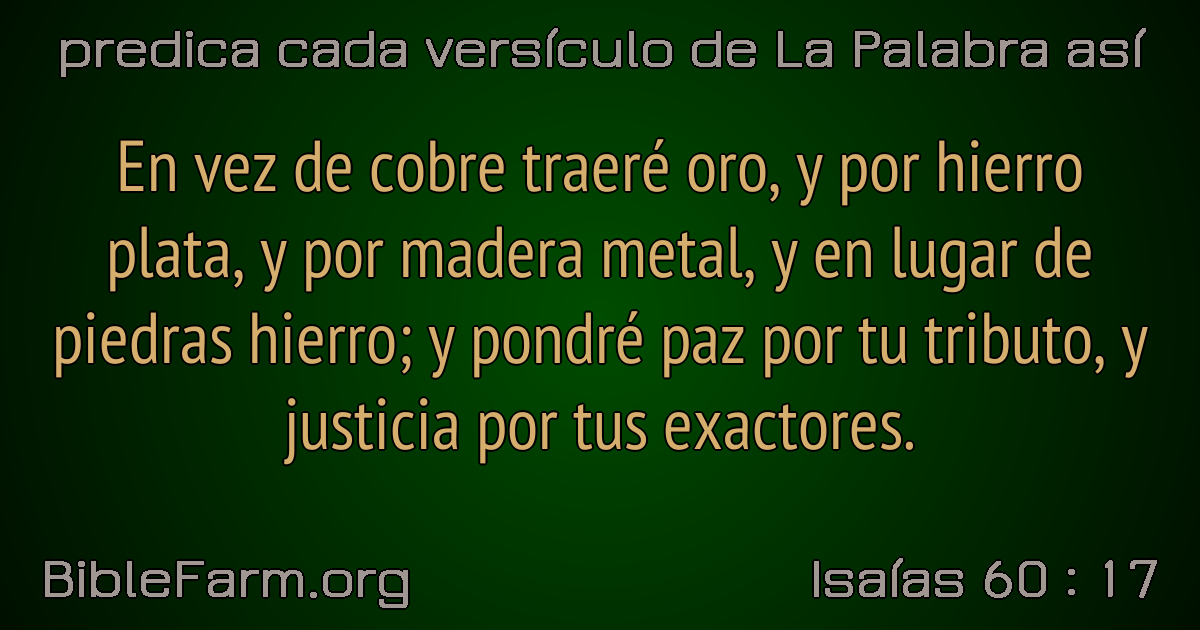 predica cada versículo de La Palabra así
En vez de cobre traeré oro, y por hierro
plata, y por madera metal, y en lugar de
piedras hierro; y pondré paz por tu tributo, y
justicia por tus exactores.
BibleFarm.org
Isaías 60 : 17